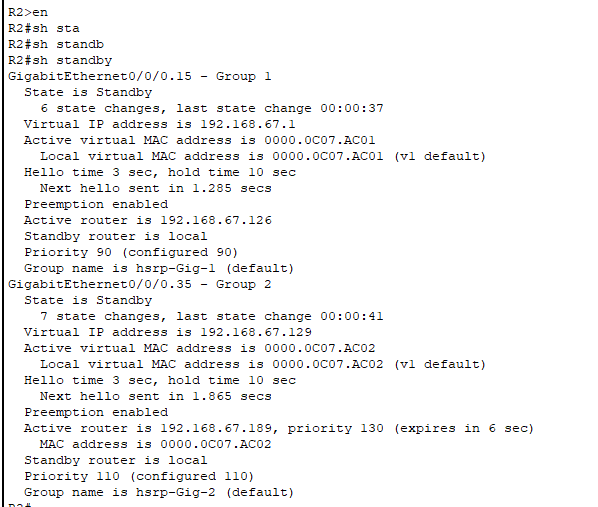 R2>en
R2#sh sta
R2#sh standb
R2#sh standby
GigabitEthernet0/0/0.15 - Group 1
State is Standby
6 state changes, last state change 00:00:37
Virtual IP address is 192.168.67.1
Active virtual MAC address is 0000.0C07.AC01
Local virtual MAC address is 0000.0C07.AC01 (v1 default)
Hello time 3 sec, hold time 10 sec
Next hello sent in 1.285 secs
Preemption enabled
Active router is 192.168.67.126
Standby router is local
Priority 90 (configured 90)
Group name is hsrp-Gig-1 (default)
GigabitEthernet0/0/0.35 - Group 2
State is Standby
7 state changes, last state change 00:00:41
Virtual IP address is 192.168.67.129
Active virtual MAC address is 0000.0C07.AC02
Local virtual MAC address is 0000.0C07.AC02 (v1 default)
Hello time 3 sec, hold time 10 sec
Next hello sent in 1.865 secs
Preemption enabled
Active router is 192.168.67.189, priority 130 (expires in 6 sec)
MAC address is 0000.0C07.AC02
Standby router is local
Priority 110 (configured 110)
Group name is hsrp-Gig-2 (default)
R2#